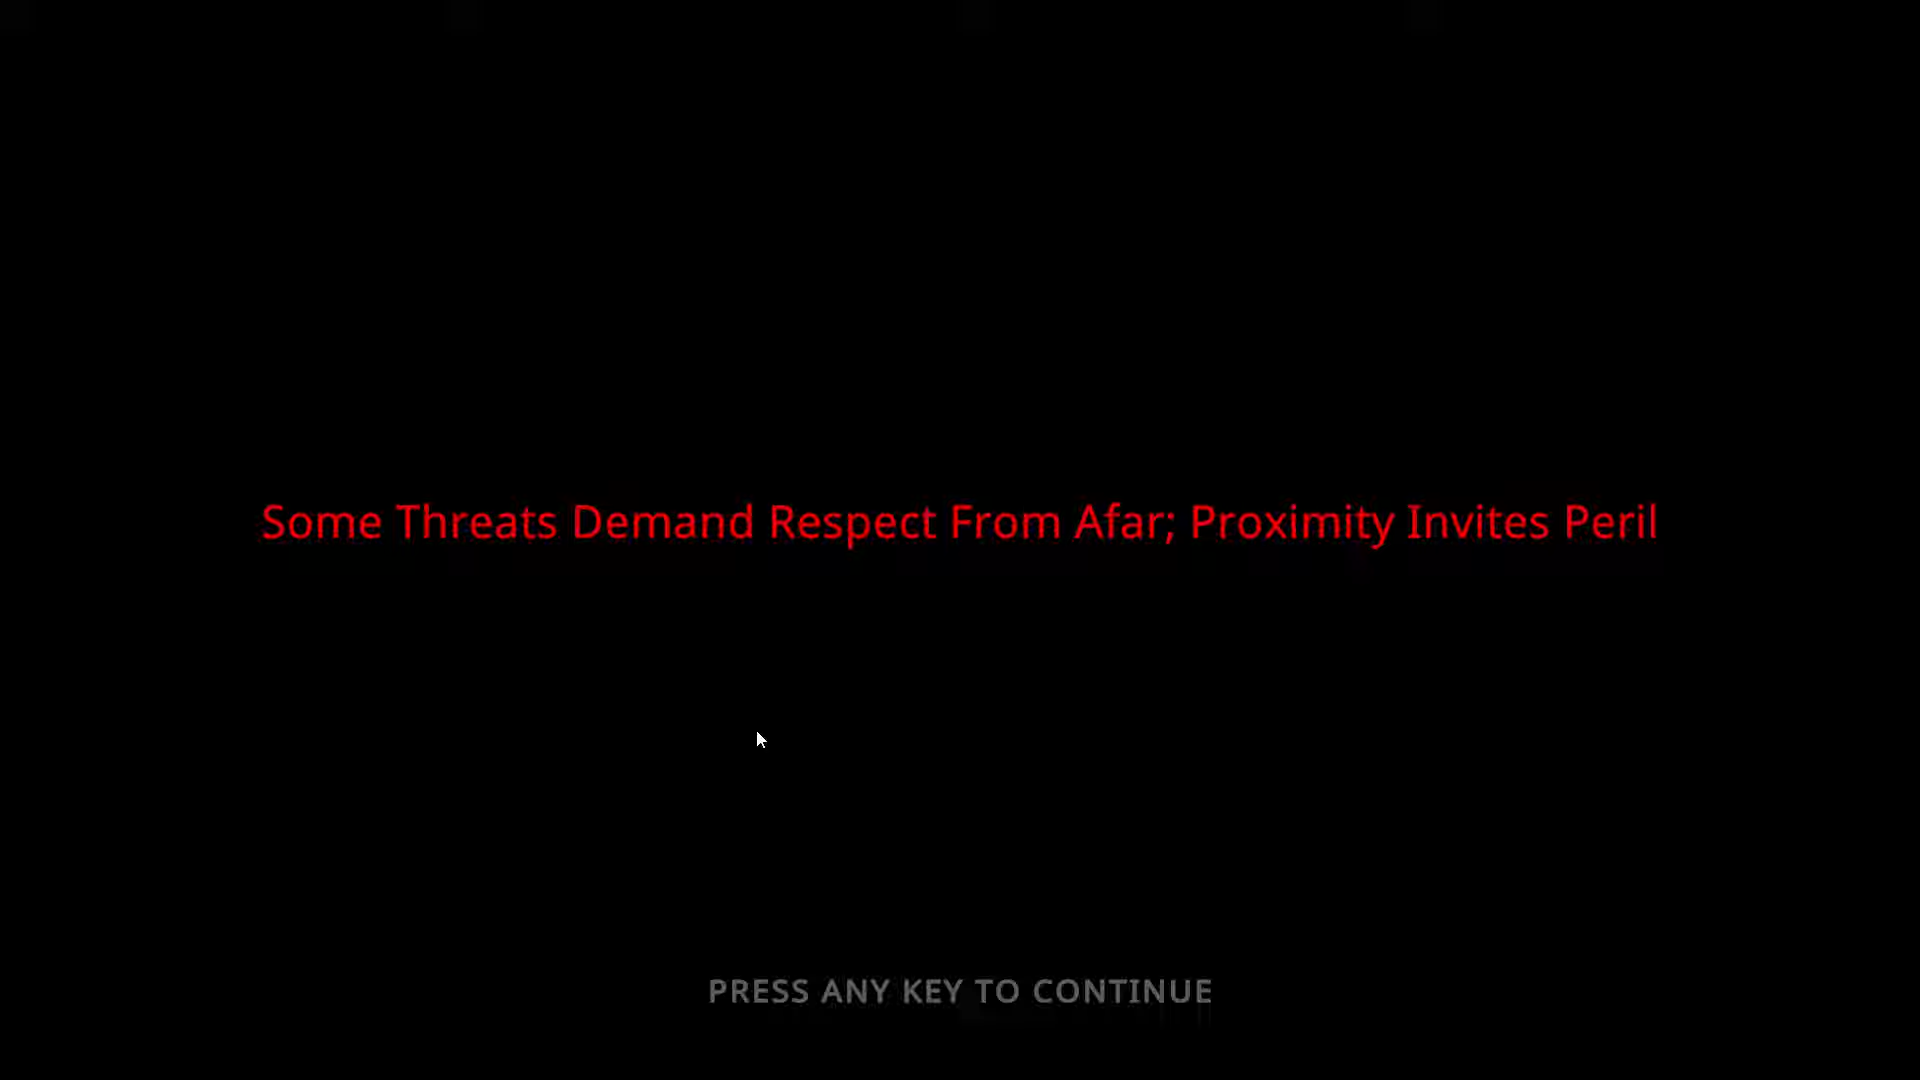 Some Threats Demand Respect From Afar; Proximity Invites Peril
PRESS ANY KEY TO CONTINUE